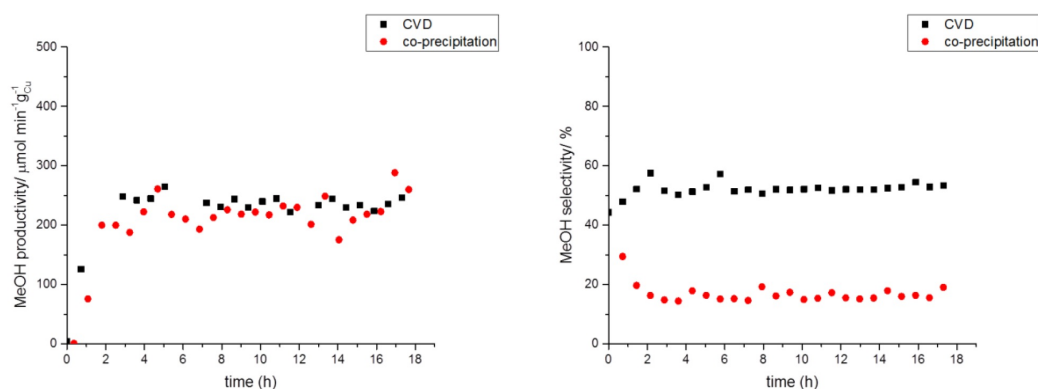 CVD
co-precipitation
500
400
300
200
100
0
MeOH productivity/ μmol min⁻¹g_Cu
0 2 4 6 8 10 12 14 16 18
time (h)
CVD
co-precipitation
100
80
60
40
20
0
MeOH selectivity/ %
0 2 4 6 8 10 12 14 16 18
time (h)